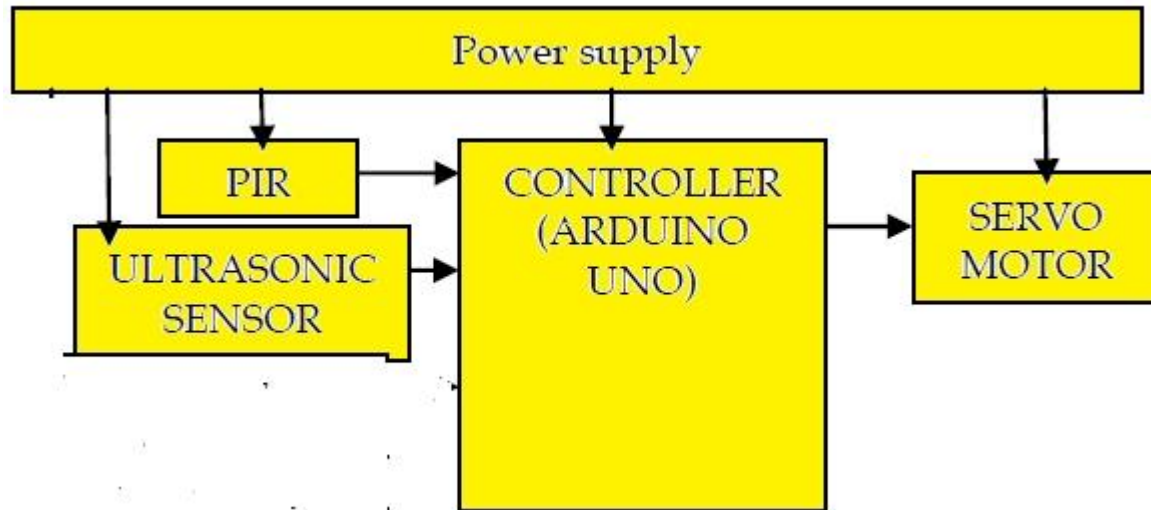 Power supply
PIR
CONTROLLER
(ARDUINO
UNO)
SERVO
MOTOR
ULTRASONIC
SENSOR